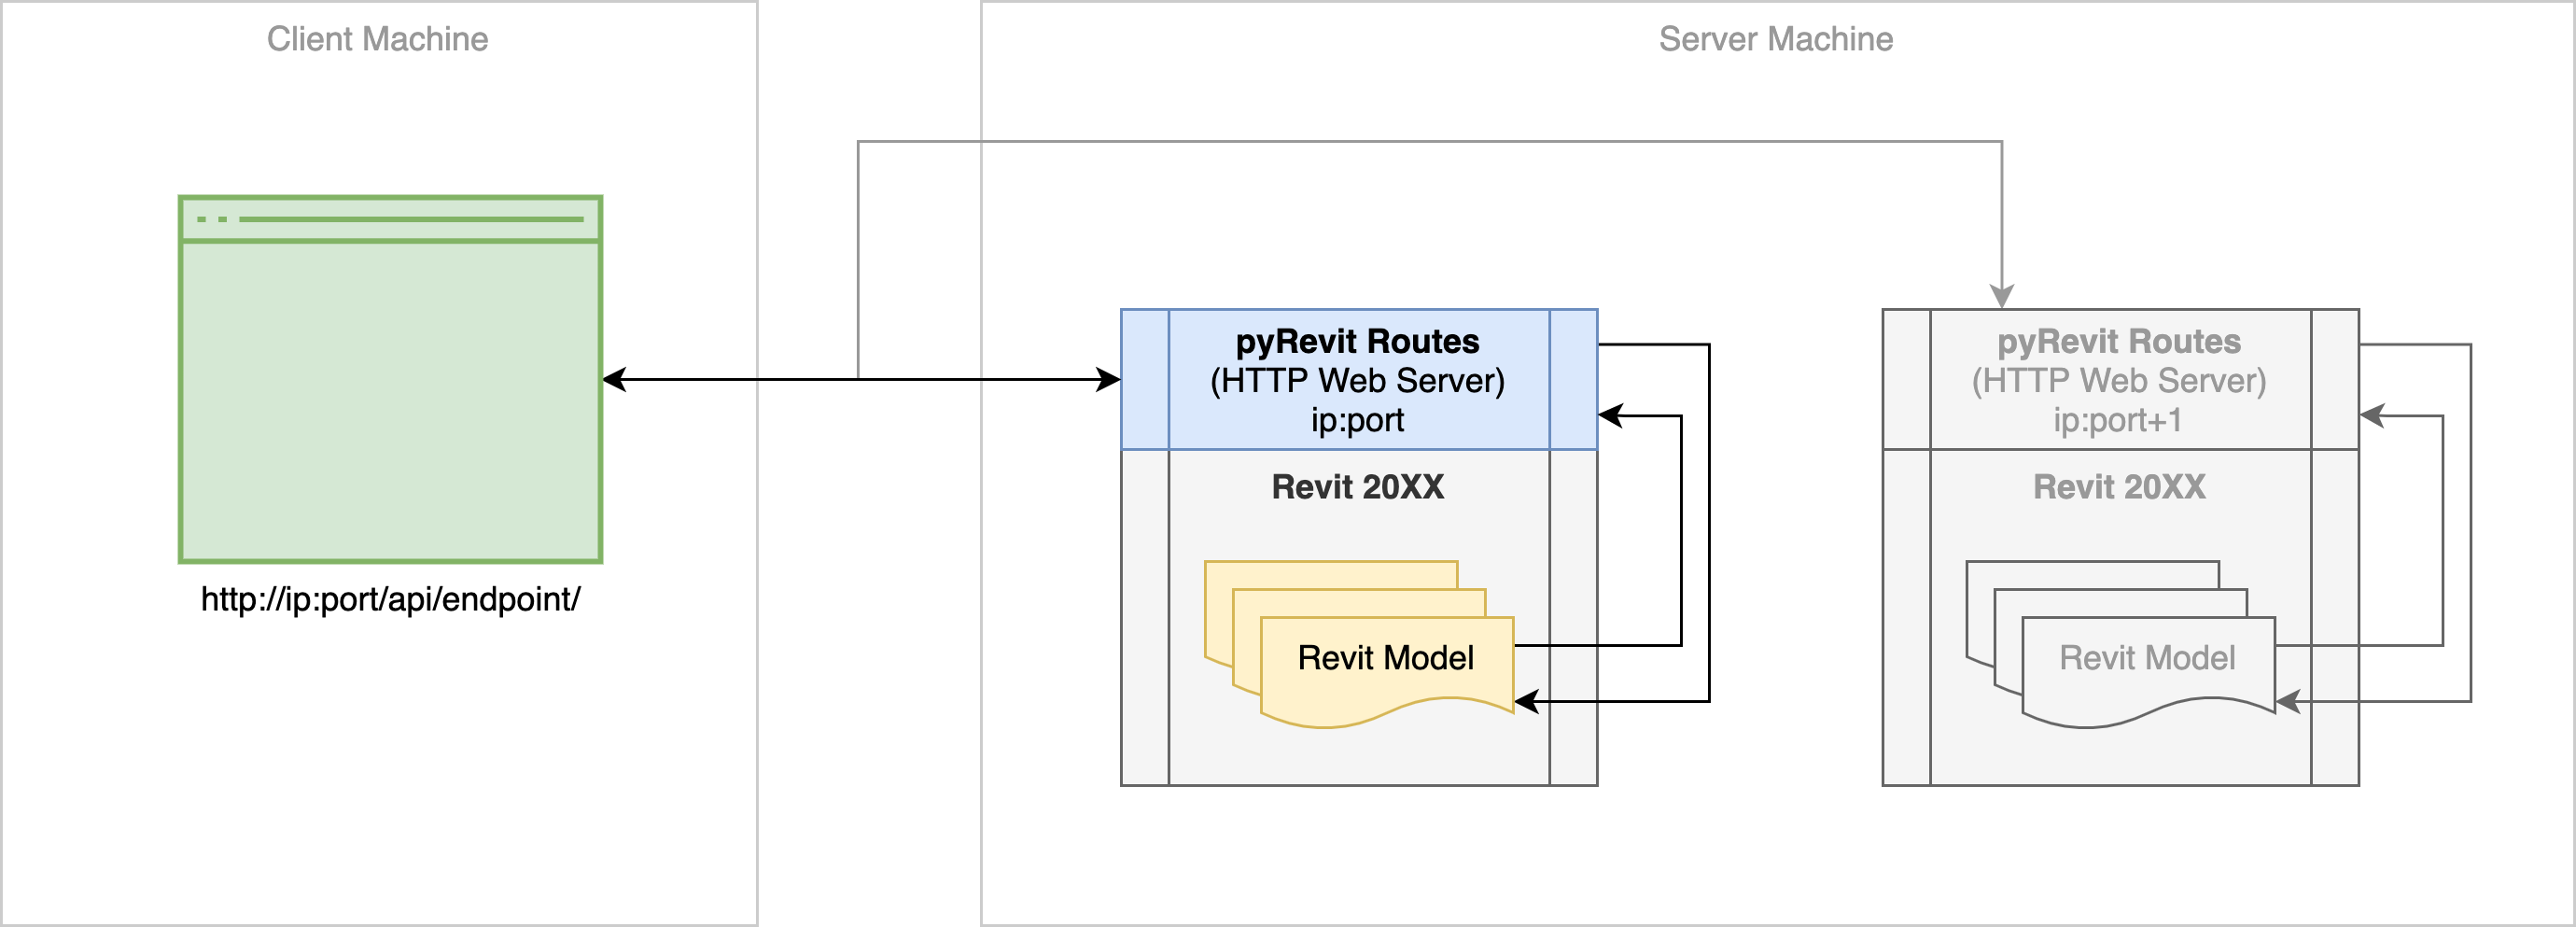 Client Machine
http://ip:port/api/endpoint/
Server Machine
pyRevit Routes
(HTTP Web Server)
ip:port
Revit 20XX
Revit Model
pyRevit Routes
(HTTP Web Server)
ip:port+1
Revit 20XX
Revit Model